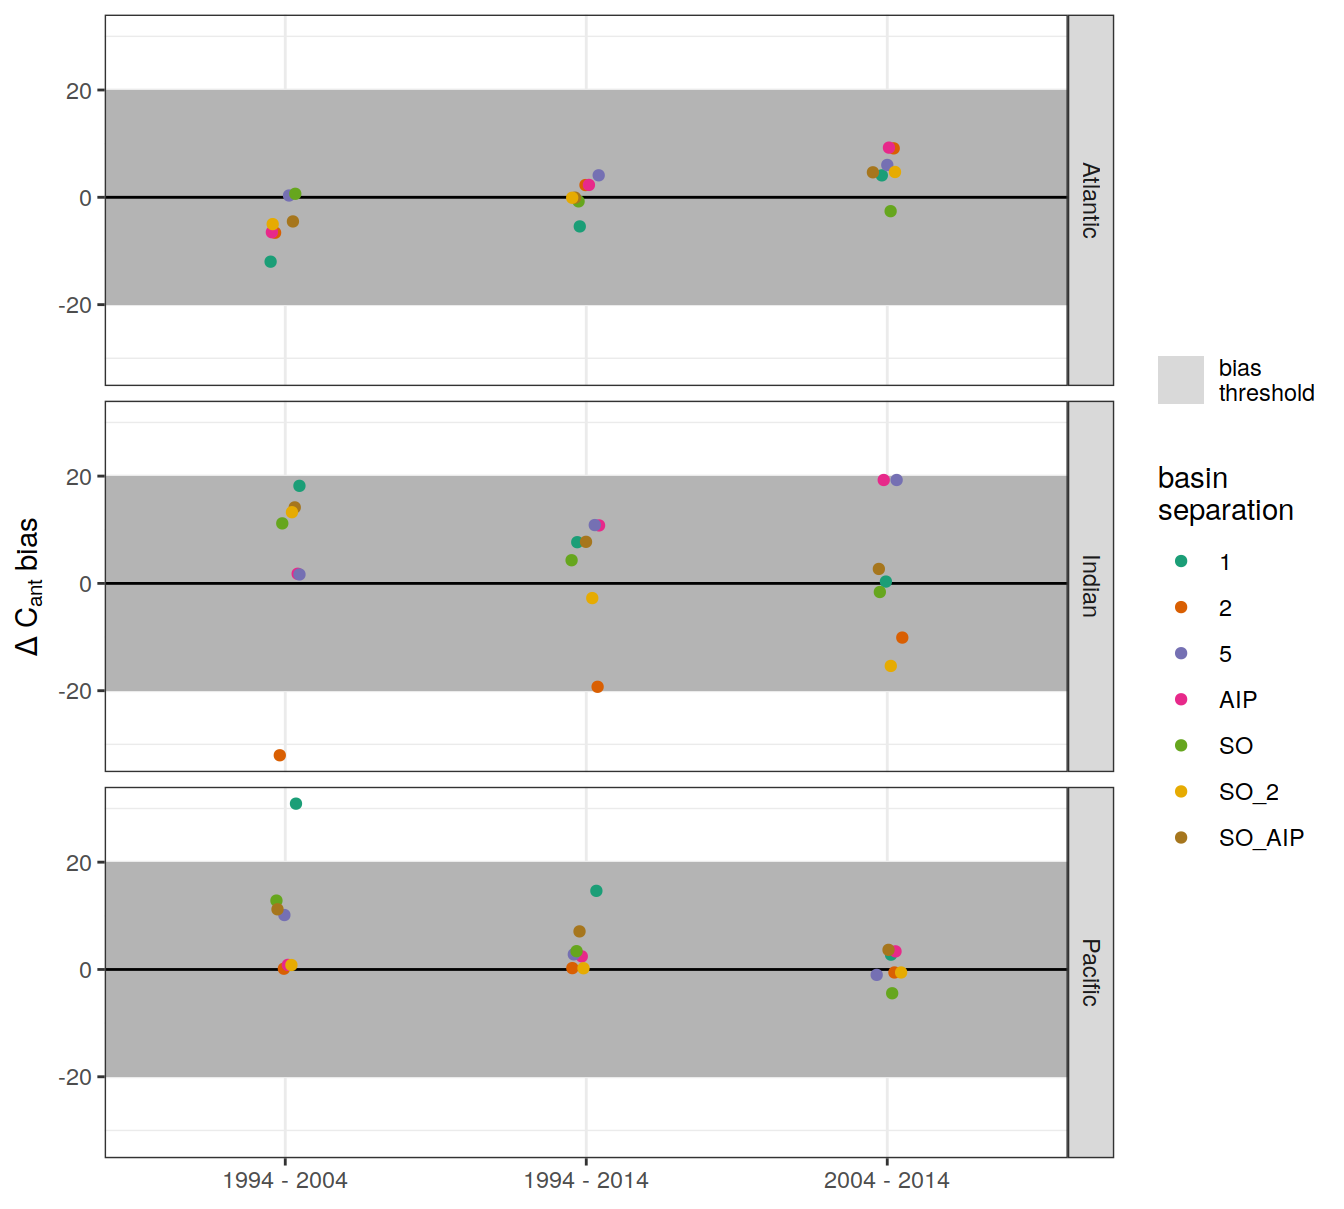 20
0
-20
Atlantic
20
0
-20
Indian
20
0
-20
Pacific
Δ Cant bias
1994 - 2004
1994 - 2014
2004 - 2014
bias
threshold
basin
separation
1
2
5
AIP
SO
SO_2
SO_AIP